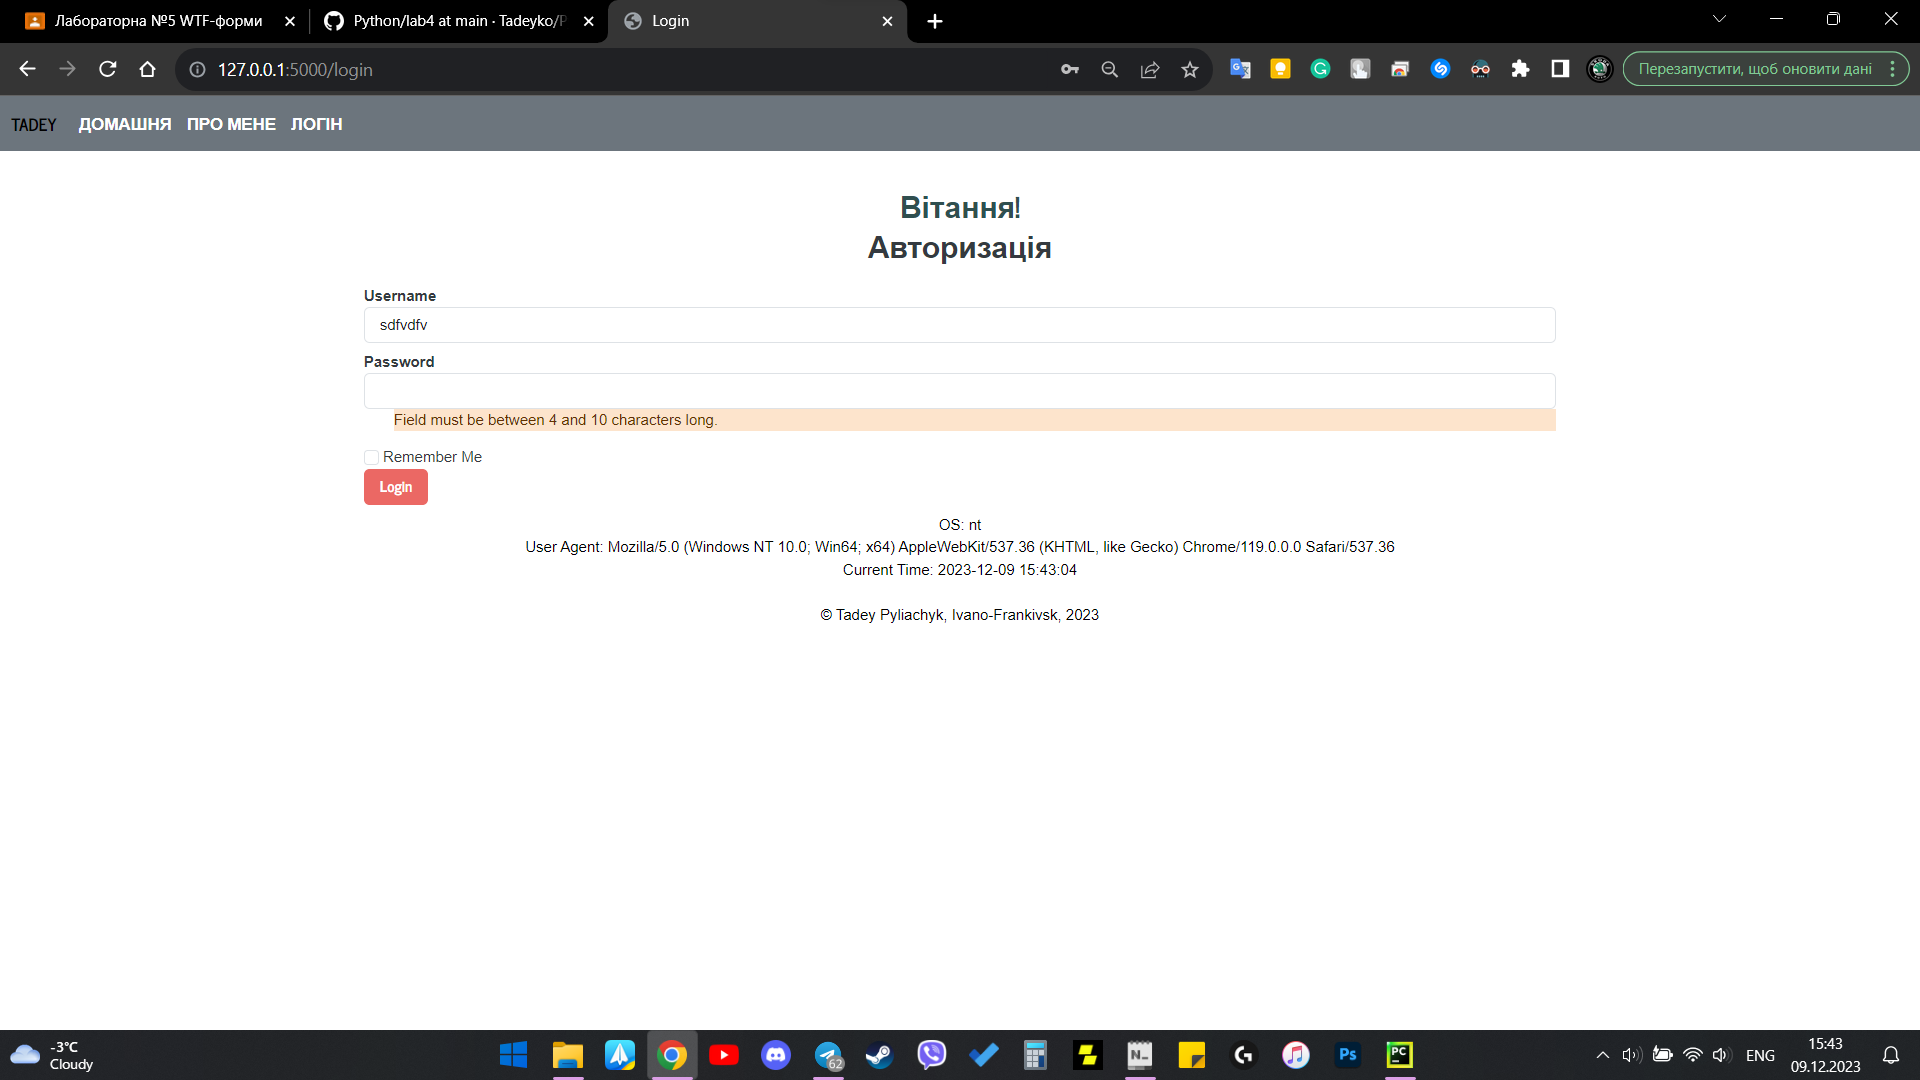 Лабораторна №5 WTF-форми
Python/lab4 at main · Tadeyko/P
Login
127.0.0.1:5000/login
Перезапустити, щоб оновити дані
TADEY ДОМАШНЯ ПРО МЕНЕ ЛОГІН
Вітання!
Авторизація
Username
sdfvdfv
Password
Field must be between 4 and 10 characters long.
Remember Me
Login
OS: nt
User Agent: Mozilla/5.0 (Windows NT 10.0; Win64; x64) AppleWebKit/537.36 (KHTML, like Gecko) Chrome/119.0.0.0 Safari/537.36
Current Time: 2023-12-09 15:43:04
© Tadey Pyliachyk, Ivano-Frankivsk, 2023
-3°C
Cloudy
62
N
Ps
PC
ENG
15:43
09.12.2023